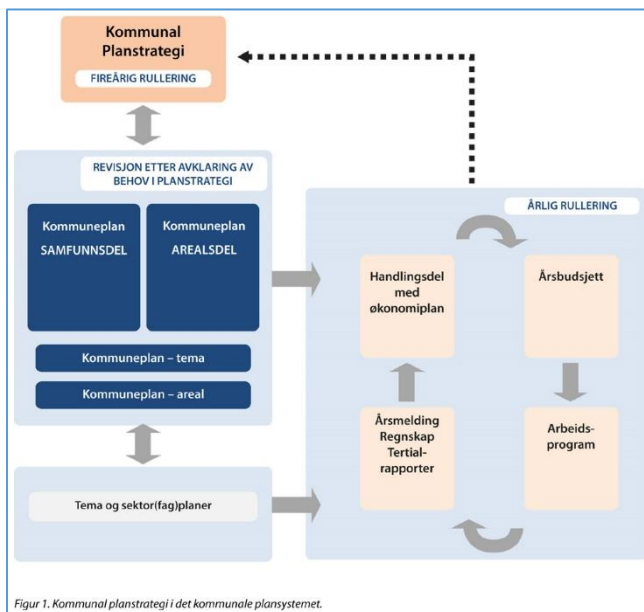 Kommunal
Planstrategi
FIREÅRIG RULLERING
REVISJON ETTER AVKLARING AV
BEHOV I PLANSTRATEGI
Kommuneplan
SAMFUNNSDEL
Kommuneplan
AREALSDEL
Kommuneplan – tema
Kommuneplan – areal
Tema og sektor(fag)planer
ÅRLIG RULLERING
Handlingsdel
med
økonomiplan
Årsbudsjett
Årsmelding
Regnskap
Tertial-
rapporter
Arbeids-
program
Figur 1. Kommunal planstrategi i det kommunale plansystemet.